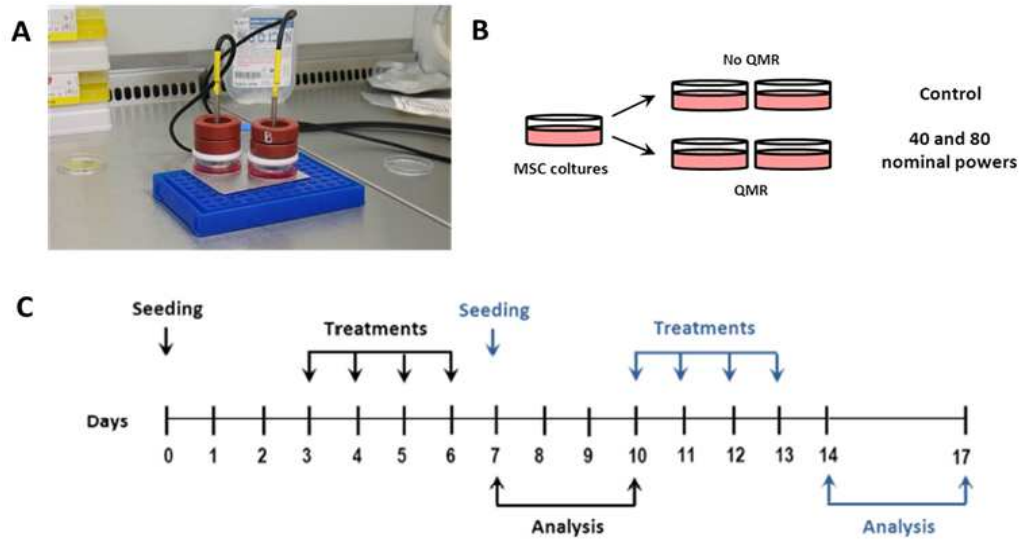 A
B
B
No QMR
MSC coltures
QMR
Control
40 and 80
nominal powers
C
Seeding
Treatments
Seeding
Treatments
Days
0 1 2 3 4 5 6 7 8 9 10 11 12 13 14 17
Analysis
Analysis